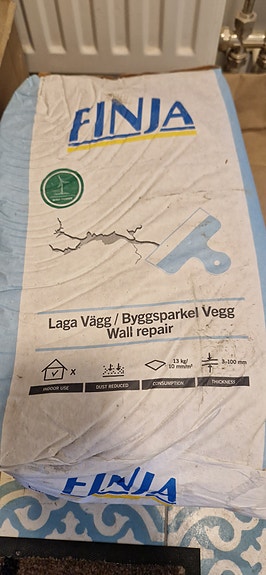 FINJA
Laga Vägg / Byggsparkel Vegg
Wall repair
X
13 kg/
10 mm/m²
3-100 mm
INDOOR USE
DUST REDUCED
CONSUMPTION
THICKNESS
FINJA